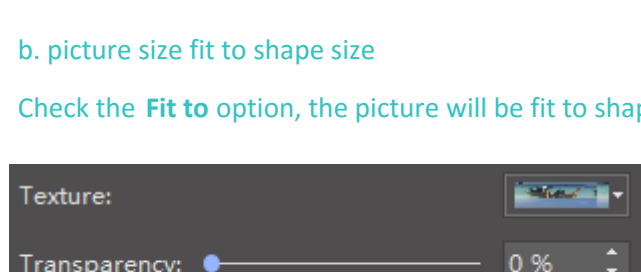 b. picture size fit to shape size
Check the Fit to option, the picture will be fit to
Texture:
Transparency: 0 %